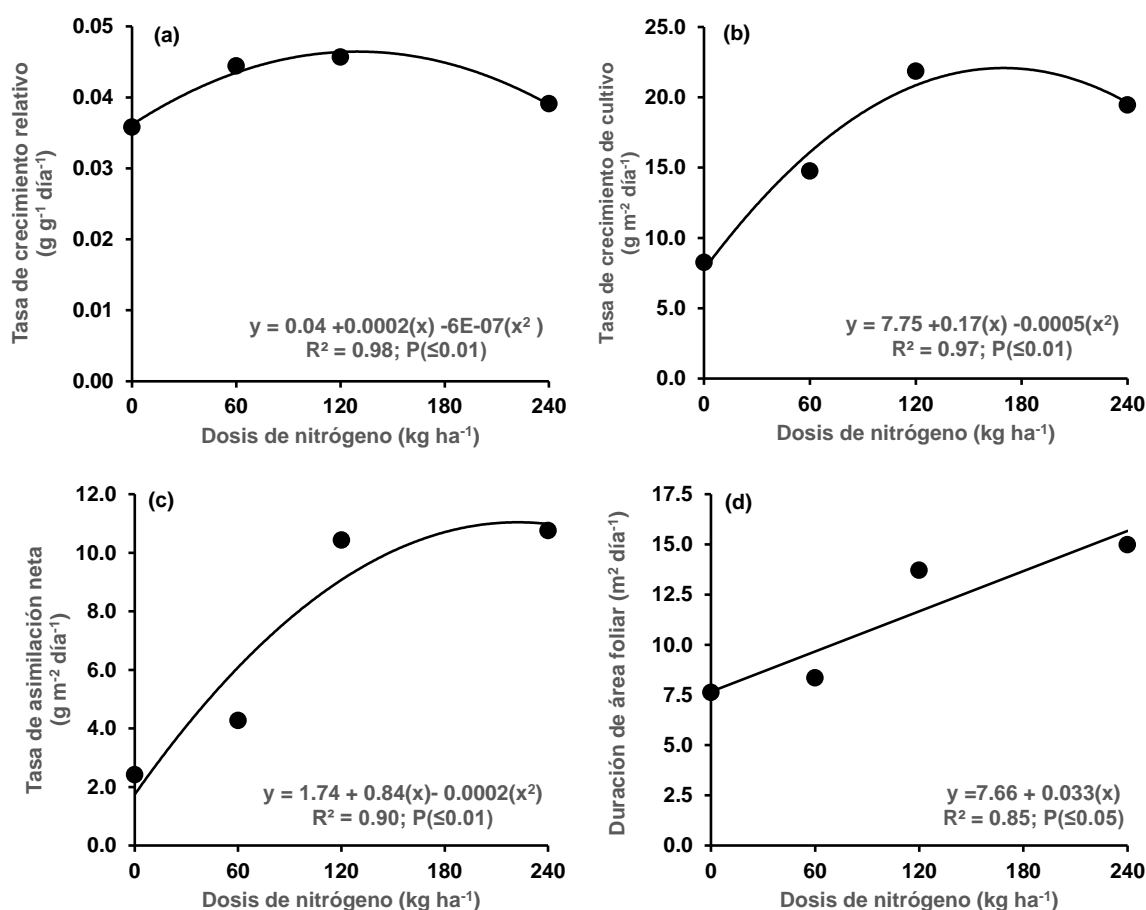 (a)
Tasa de crecimiento relativo
(g g⁻¹ día⁻¹)
0.05
0.04
0.03
0.02
0.01
0.00
y = 0.04 +0.0002(x) -6E-07(x² )
R² = 0.98; P(≤0.01)
0 60 120 180 240
Dosis de nitrógeno (kg ha⁻¹)
(b)
Tasa de crecimiento de cultivo
(g m⁻² día⁻¹)
25.0
20.0
15.0
10.0
5.0
0.0
y = 7.75 +0.17(x) -0.0005(x²)
R² = 0.97; P(≤0.01)
0 60 120 180 240
Dosis de nitrógeno (kg ha⁻¹)
(c)
Tasa de asimilación neta
(g m⁻² día⁻¹)
12.0
10.0
8.0
6.0
4.0
2.0
0.0
y = 1.74 + 0.84(x)- 0.0002(x²)
R² = 0.90; P(≤0.01)
0 60 120 180 240
Dosis de nitrógeno (kg ha⁻¹)
(d)
Duración de área foliar (m² día⁻¹)
17.5
15.0
12.5
10.0
7.5
5.0
2.5
0.0
y =7.66 + 0.033(x)
R² = 0.85; P(≤0.05)
0 60 120 180 240
Dosis de nitrógeno (kg ha⁻¹)